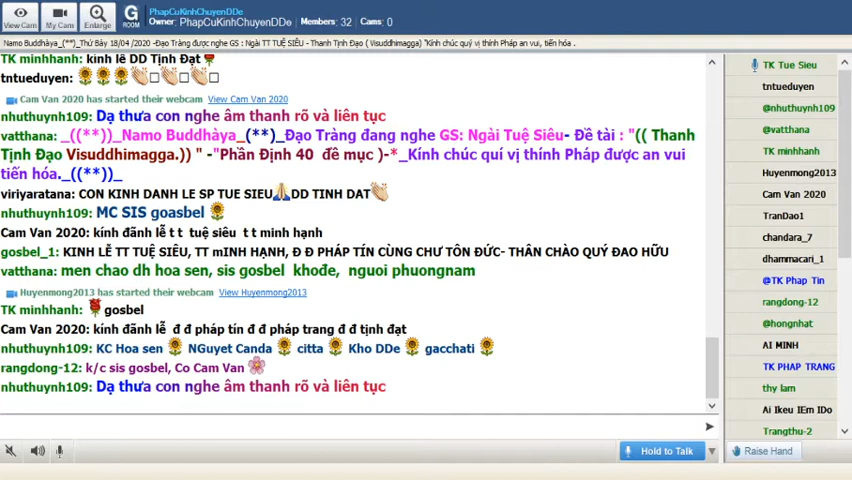 PhapCuKinhChuyenDDe
Owner: PhapCuKinhChuyenDDe Members: 32 Cams: 0
View Cam
My Cam
Enlarge
G ROOM
Namo Buddhàya_(**)_Thứ Bảy 18/04 /2020 -Đạo Tràng được nghe GS : Ngài TT TUỆ SIÊU - Thanh Tịnh Đạo ( Visuddhimagga) "Kính chúc quý vị thính Pháp an vui, tiến hóa .
TK minhhanh: kính lễ DD Tịnh Đạt
tntueduyen:
Cam Van 2020 has started their webcam View Cam Van 2020
nhuthuynh109: Dạ thưa con nghe âm thanh rõ và liên tục
vatthana: _((**))_Namo Buddhàya_(**)_Đạo Tràng đang nghe GS: Ngài Tuệ Siêu- Đề tài : "(( Thanh
Tịnh Đạo Visuddhimagga.)) " -"Phần Định 40 đề mục )-*_Kính chúc quí vị thính Pháp được an vui
tiến hóa._((**))_
viriyaratana: CON KINH DANH LE SP TUE SIEU DD TINH DAT
nhuthuynh109: MC SIS goasbel
Cam Van 2020: kính đãnh lễ t t tuệ siêu t t minh hạnh
gosbel_1: KINH LỄ TT TUỆ SIÊU, TT mINH HẠNH, Đ Đ PHÁP TÍN CÙNG CHƯ TÔN ĐỨC- THÂN CHÀO QUÝ ĐAO HỮU
vatthana: men chao dh hoa sen, sis gosbel khođe, nguoi phuongnam
Huyenmong2013 has started their webcam View Huyenmong2013
TK minhhanh: gosbel
Cam Van 2020: kính đãnh lễ đ đ pháp tín đ đ pháp trang đ đ tịnh đạt
nhuthuynh109: KC Hoa sen NGuyet Canda citta Kho DDe gacchati
rangdong-12: k/c sis gosbel, Co Cam Van
nhuthuynh109: Dạ thưa con nghe âm thanh rõ và liên tục
Hold to Talk
TK Tue Sieu
tntueduyen
@nhuthuynh109
@vatthana
TK minhhanh
Huyenmong2013
Cam Van 2020
TranDao1
chandara_7
dhammacari_1
@TK Phap Tin
rangdong-12
@hongnhat
AI MINH
TK PHAP TRANG
thy lam
Ai Ikeu IEm IDo
Trangthu-2
Raise Hand